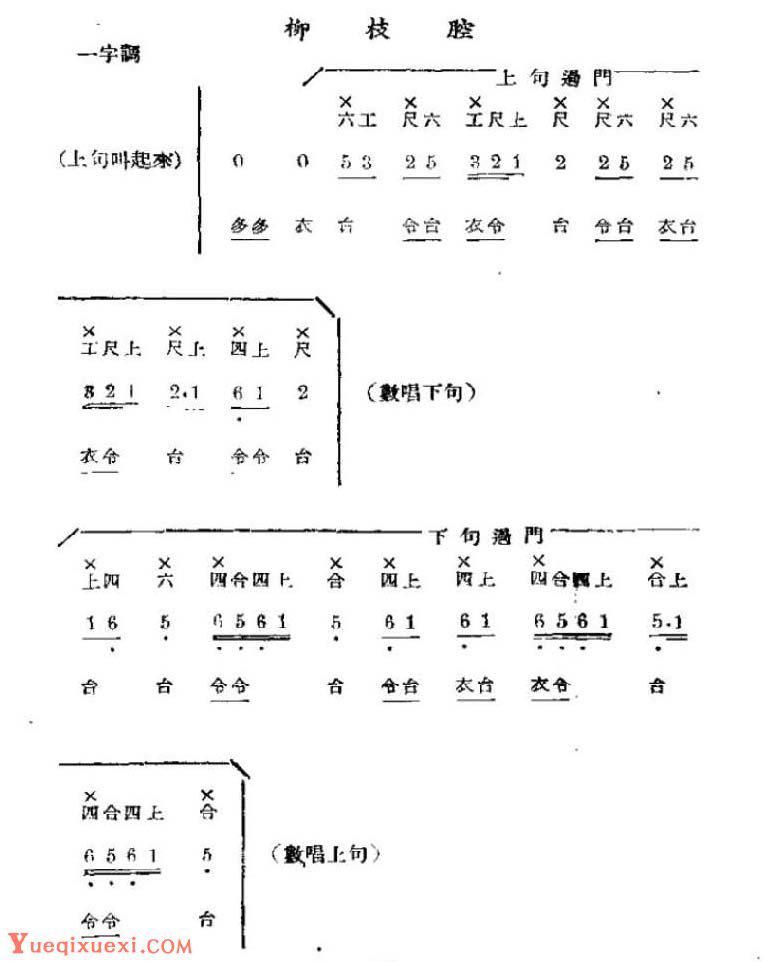 柳枝腔
一字調
上句過門
× × × × × ×
六工 尺六 工尺上 尺 尺六 尺六
(上句叫起來) 0 0 5 3 2 5 3 2 1 2 2 5 2 5
多多 衣 台 令台 衣令 台 令台 衣台
× × × ×
工尺上 尺上 四上 尺
3 2 1 2.1 6 1 2 (數唱下句)
衣令 台 令令 台
下句過門
× × × × × × × ×
上四 六 四合四上 合 四上 四上 四合四上 合上
1 6 5 6 5 6 1 5 6 1 6 1 6 5 6 1 5.1
台 台 令令 台 令台 衣台 衣令 台
× ×
四合四上 合
6 5 6 1 5 (數唱上句)
令令 台
Yueqixuexi.com